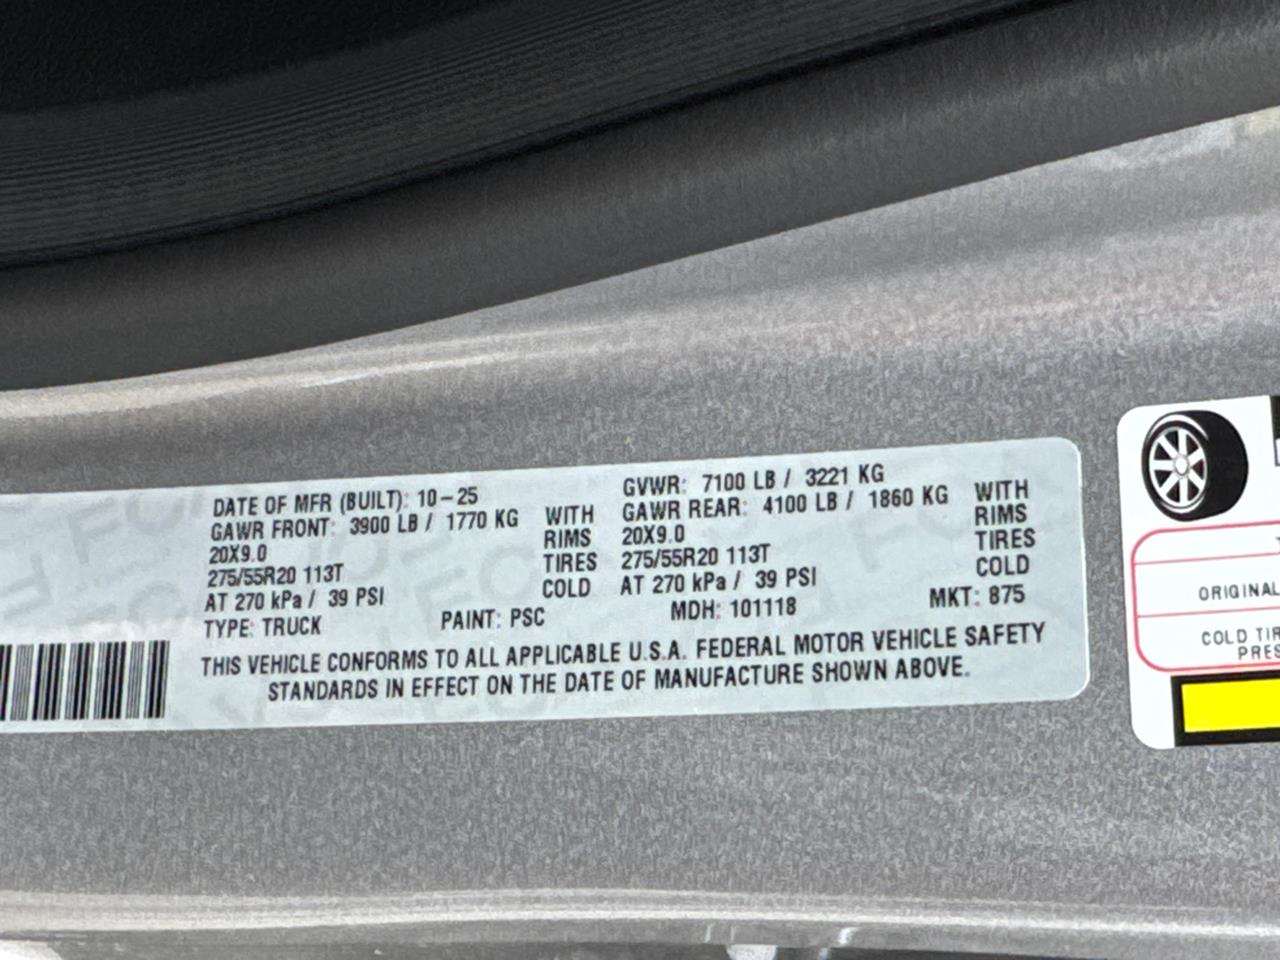 DATE OF MFR (BUILT): 10-25
GVWR: 7100 LB / 3221 KG
GAWR FRONT: 3900 LB / 1770 KG WITH
GAWR REAR: 4100 LB / 1860 KG WITH
20X9.0 RIMS
20X9.0 RIMS
275/55R20 113T TIRES
275/55R20 113T TIRES
AT 270 kPa / 39 PSI COLD
AT 270 kPa / 39 PSI COLD
TYPE: TRUCK PAINT: PSC MDH: 101118 MKT: 875
THIS VEHICLE CONFORMS TO ALL APPLICABLE U.S.A. FEDERAL MOTOR VEHICLE SAFETY
STANDARDS IN EFFECT ON THE DATE OF MANUFACTURE SHOWN ABOVE.
ORIGINAL
COLD TIR
PRES